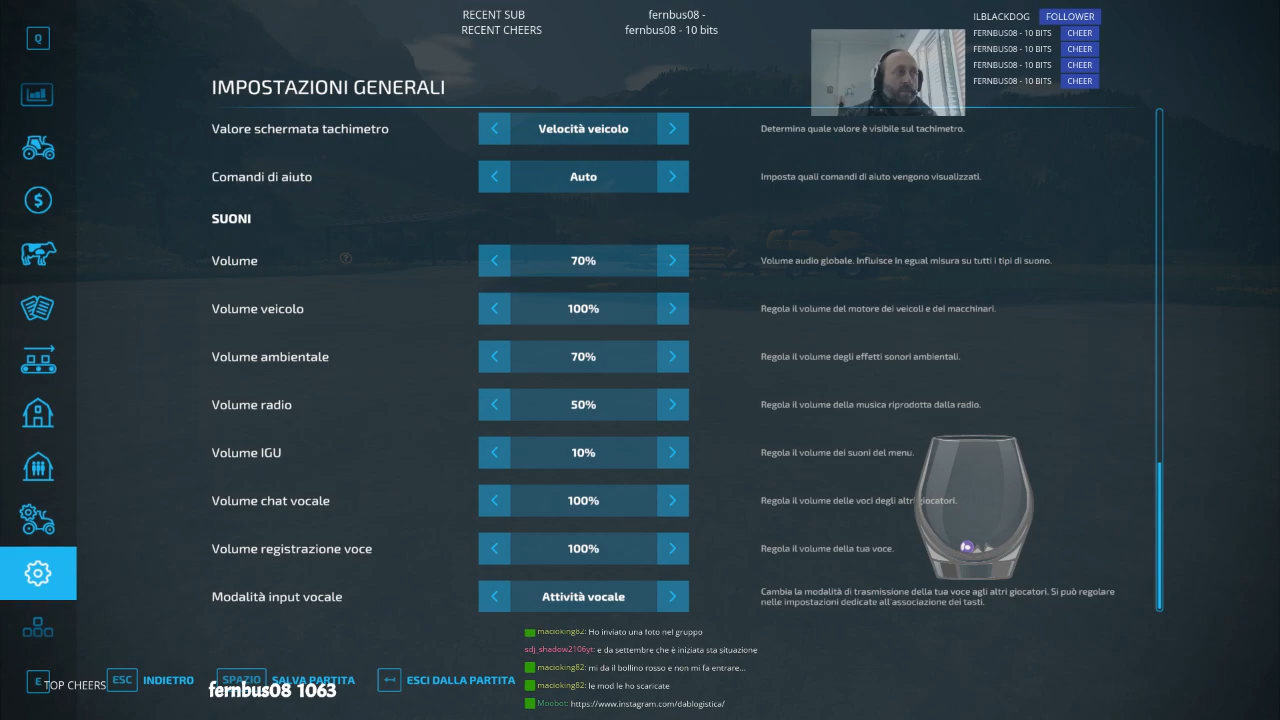 RECENT SUB
fernbus08 -
RECENT CHEERS
fernbus08 - 10 bits
ILBLACKDOG FOLLOWER
FERNBUS08 - 10 BITS CHEER
FERNBUS08 - 10 BITS CHEER
FERNBUS08 - 10 BITS CHEER
FERNBUS08 - 10 BITS CHEER
Q
IMPOSTAZIONI GENERALI
Valore schermata tachimetro
Velocità veicolo
Determina quale valore è visibile sul tachimetro.
Comandi di aiuto
Auto
Imposta quali comandi di aiuto vengono visualizzati.
SUONI
Volume
70%
Volume audio globale. Influisce in egual misura su tutti i tipi di suono.
Volume veicolo
100%
Regola il volume del motore dei veicoli e dei macchinari.
Volume ambientale
70%
Regola il volume degli effetti sonori ambientali.
Volume radio
50%
Regola il volume della musica riprodotta dalla radio.
Volume IGU
10%
Regola il volume dei suoni del menu.
Volume chat vocale
100%
Regola il volume delle voci degli altri giocatori.
Volume registrazione voce
100%
Regola il volume della tua voce.
Modalità input vocale
Attività vocale
Cambia la modalità di trasmissione della tua voce agli altri giocatori. Si può regolare
nelle impostazioni dedicate all'associazione dei tasti.
macioking82: Ho inviato una foto nel gruppo
sdj_shadow2106yt: e da settembre che è iniziata sta situazione
macioking82: mi da il bollino rosso e non mi fa entrare...
macioking82: le mod le ho scaricate
Moobot: https://www.instagram.com/dablogistica/
E
TOP CHEERS
fernbus08 1063
ESC INDIETRO
SPAZIO SALVA PARTITA
ESCI DALLA PARTITA